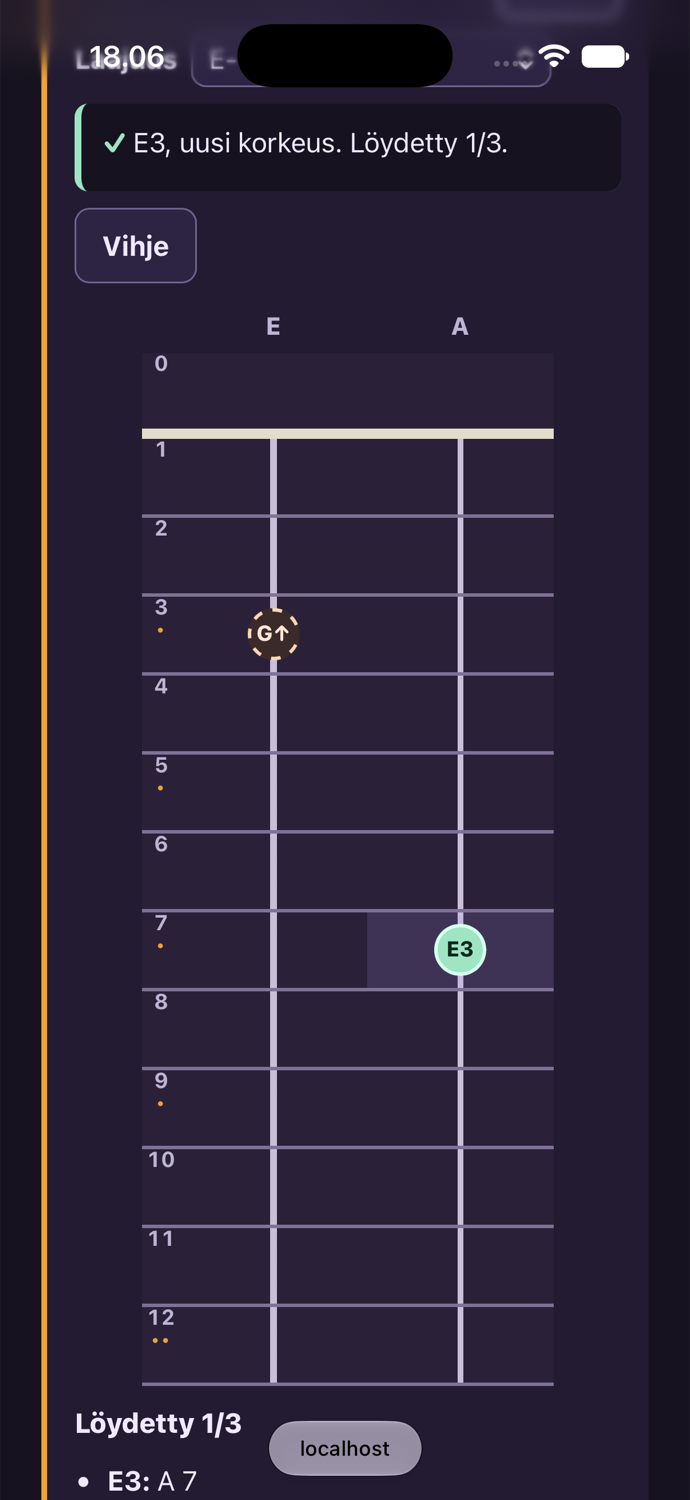 18.06
✓ E3, uusi korkeus. Löydetty 1/3.
Vihje
E A
0
1
2
3
G↑
4
5
6
7
E3
8
9
10
11
12
Löydetty 1/3
localhost
• E3: A 7